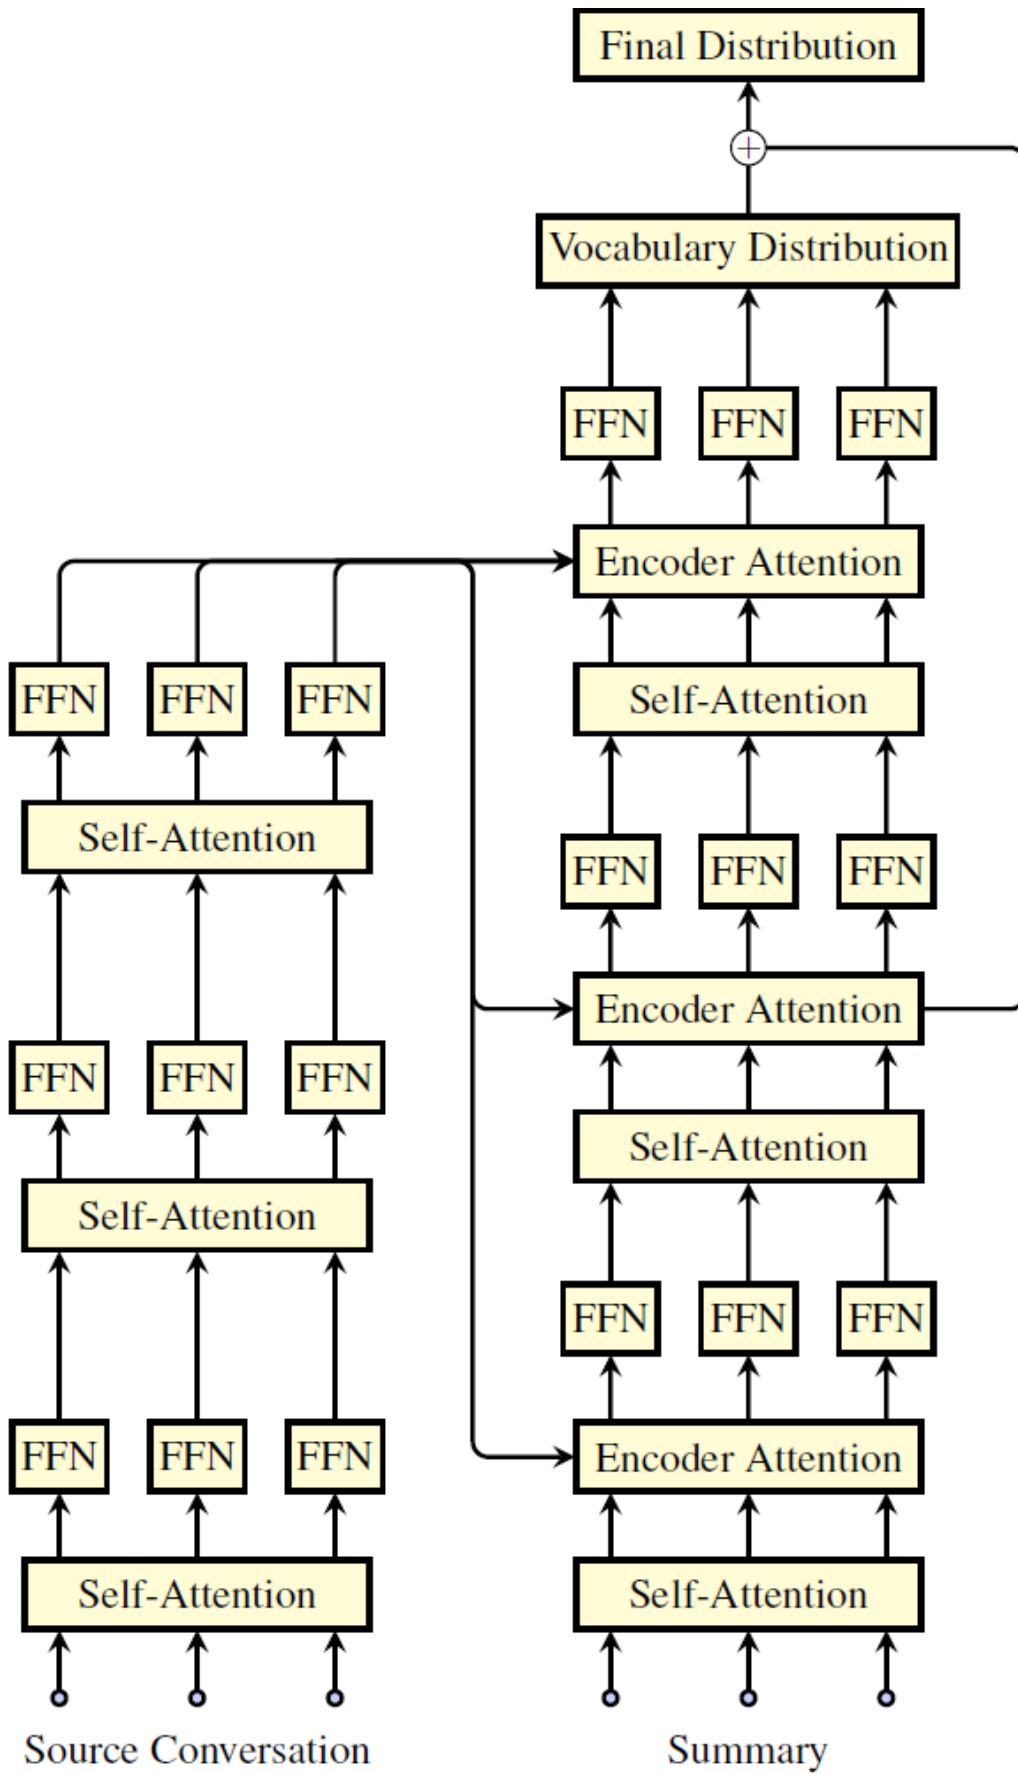 Final Distribution
+
Vocabulary Distribution
FFN FFN FFN
Encoder Attention
FFN FFN FFN Self-Attention
Self-Attention
FFN FFN FFN
Encoder Attention
FFN FFN FFN
Self-Attention
Self-Attention
FFN FFN FFN
FFN FFN FFN Encoder Attention
Self-Attention Self-Attention
Source Conversation Summary